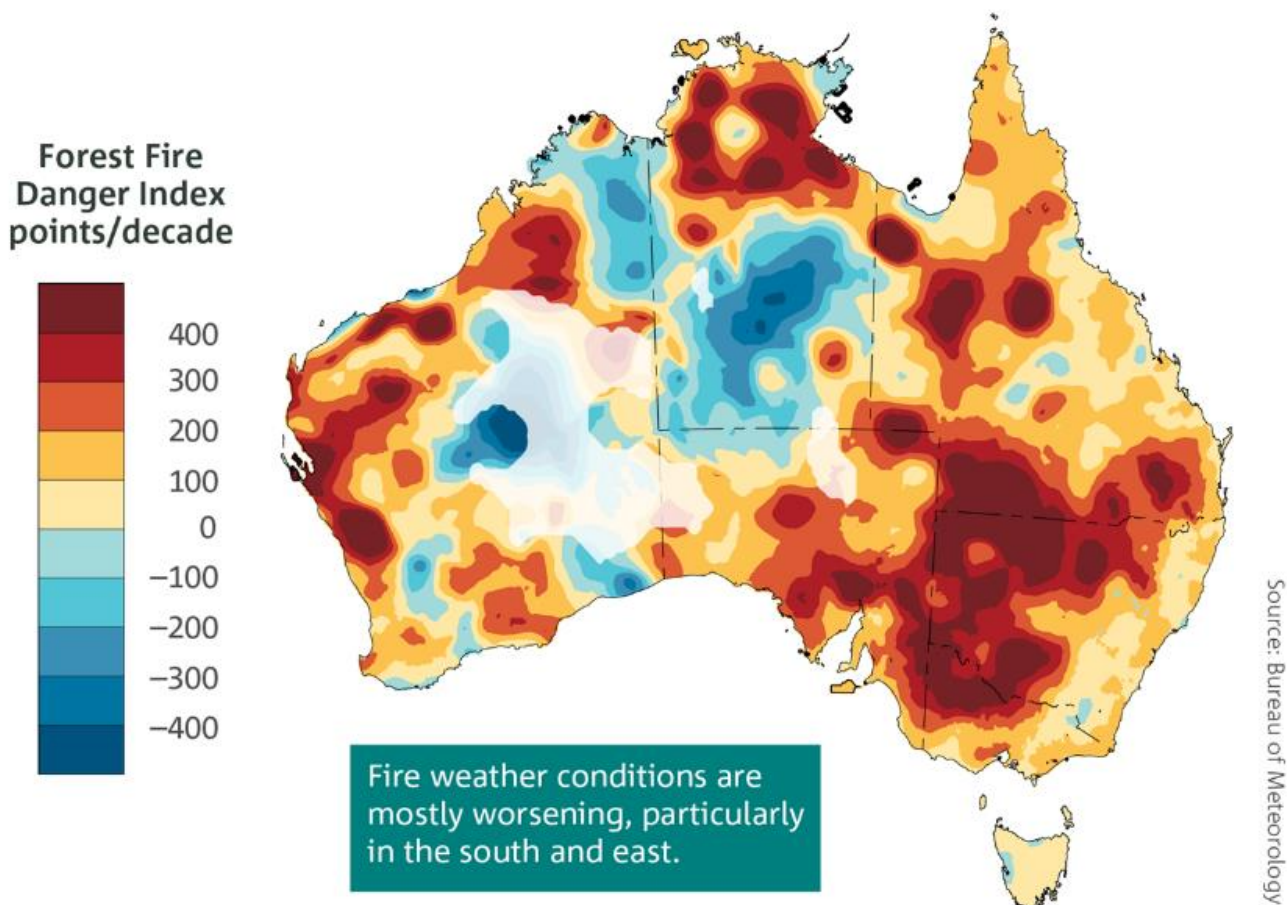 Forest Fire
Danger Index
points/decade
400
300
200
100
0
−100
−200
−300
−400
Fire weather conditions are
mostly worsening, particularly
in the south and east.
Source: Bureau of Meteorology